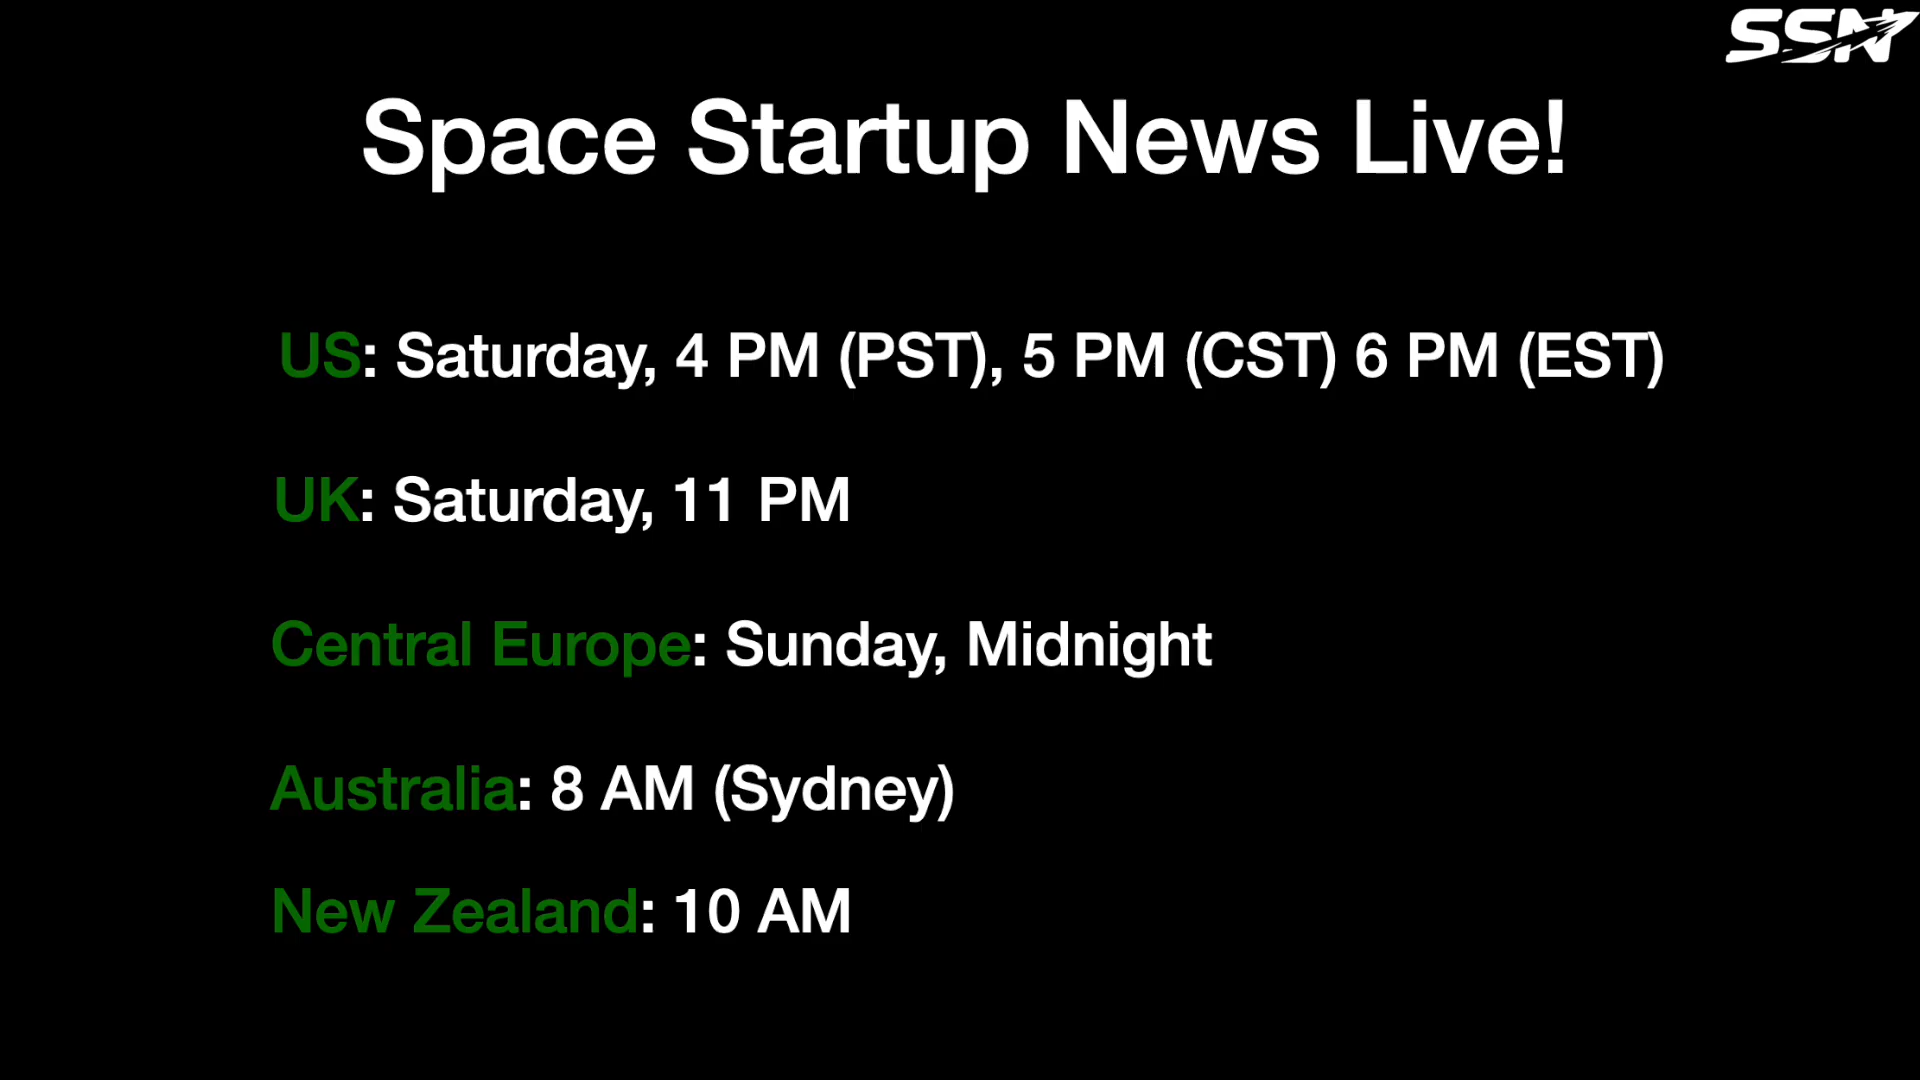 SSN
Space Startup News Live!
US: Saturday, 4 PM (PST), 5 PM (CST) 6 PM (EST)
UK: Saturday, 11 PM
Central Europe: Sunday, Midnight
Australia: 8 AM (Sydney)
New Zealand: 10 AM